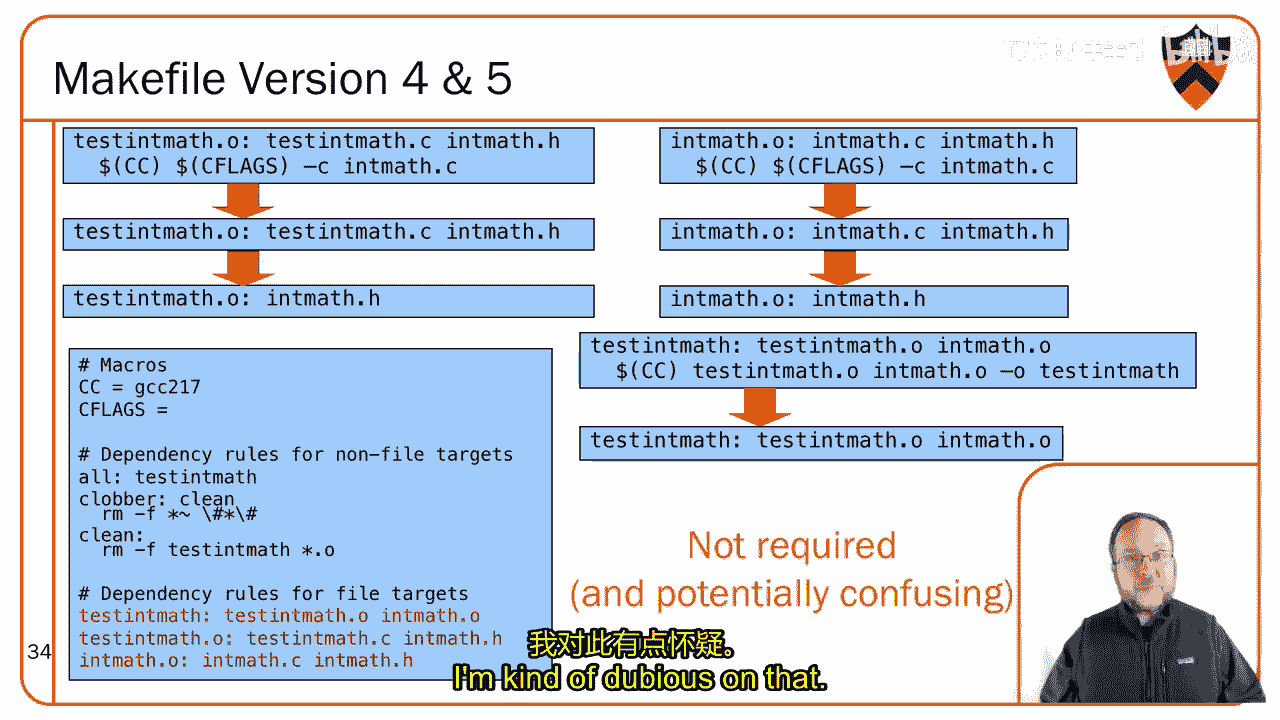 Makefile Version 4 & 5
testintmath.o: testintmath.c intmath.h
$(CC) $(CFLAGS) –c intmath.c
testintmath.o: testintmath.c intmath.h
testintmath.o: intmath.h
intmath.o: intmath.c intmath.h
$(CC) $(CFLAGS) –c intmath.c
intmath.o: intmath.c intmath.h
intmath.o: intmath.h
testintmath: testintmath.o intmath.o
$(CC) testintmath.o intmath.o –o testintmath
testintmath: testintmath.o intmath.o
# Macros
CC = gcc217
CFLAGS =
# Dependency rules for non-file targets
all: testintmath
clobber: clean
rm -f *~ \#*\#
clean:
rm -f testintmath *.o
# Dependency rules for file targets
testintmath: testintmath.o intmath.o
testintmath.o: testintmath.c intmath.h
intmath.o: intmath.c intmath.h
Not required
(and potentially confusing)
34
我对此有点怀疑。
I'm kind of dubious on that.